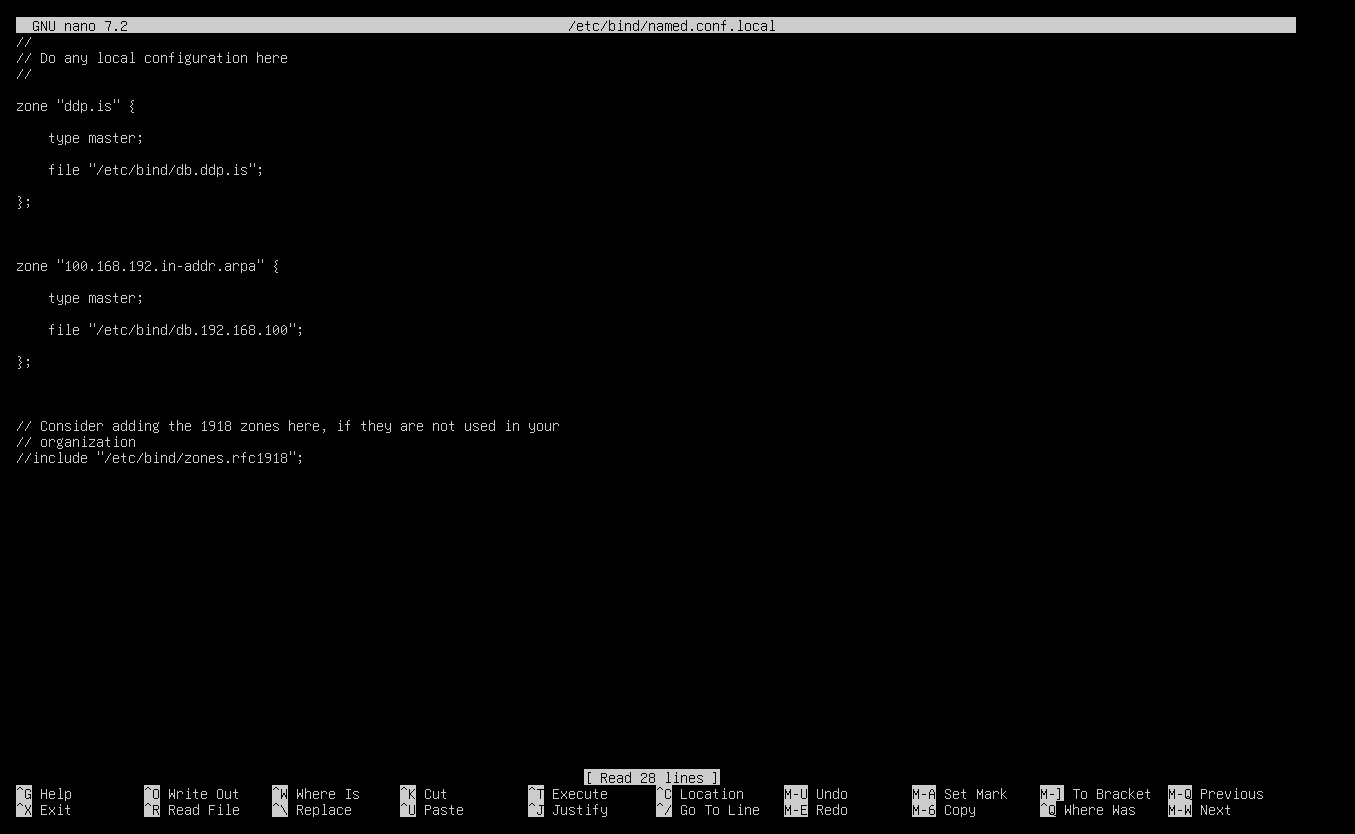 GNU nano 7.2 /etc/bind/named.conf.local
//
// Do any local configuration here
//
zone "ddp.is" {
    type master;
    file "/etc/bind/db.ddp.is";
};
zone "100.168.192.in-addr.arpa" {
    type master;
    file "/etc/bind/db.192.168.100";
};
// Consider adding the 1918 zones here, if they are not used in your
// organization
//include "/etc/bind/zones.rfc1918";
[ Read 28 lines ]
^G Help ^O Write Out ^W Where Is ^K Cut ^T Execute ^C Location M-U Undo M-A Set Mark M-] To Bracket M-Q Previous
^X Exit ^R Read File ^\ Replace ^U Paste ^J Justify ^/ Go To Line M-E Redo M-6 Copy ^Q Where Was M-W Next